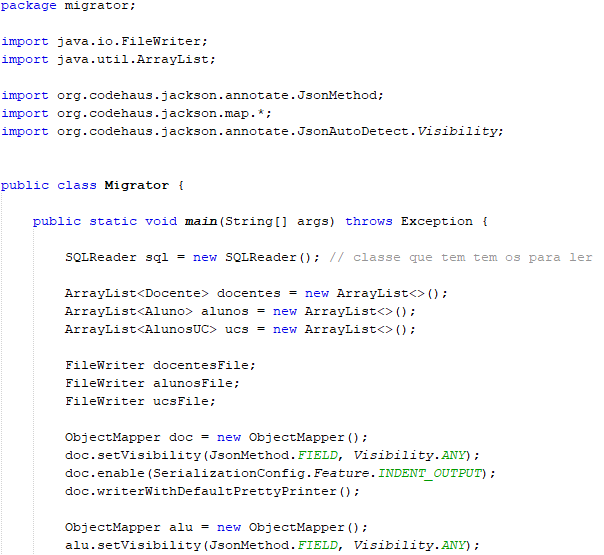 package migrator;
import java.io.FileWriter;
import java.util.ArrayList;
import org.codehaus.jackson.annotate.JsonMethod;
import org.codehaus.jackson.map.*;
import org.codehaus.jackson.annotate.JsonAutoDetect.Visibility;
public class Migrator {
public static void main(String[] args) throws Exception {
SQLReader sql = new SQLReader(); // classe que tem tem os para ler
ArrayList<Docente> docentes = new ArrayList<>();
ArrayList<Aluno> alunos = new ArrayList<>();
ArrayList<AlunosUC> ucs = new ArrayList<>();
FileWriter docentesFile;
FileWriter alunosFile;
FileWriter ucsFile;
ObjectMapper doc = new ObjectMapper();
doc.setVisibility(JsonMethod.FIELD, Visibility.ANY);
doc.enable(SerializationConfig.Feature.INDENT_OUTPUT);
doc.writerWithDefaultPrettyPrinter();
ObjectMapper alu = new ObjectMapper();
alu.setVisibility(JsonMethod.FIELD, Visibility.ANY);